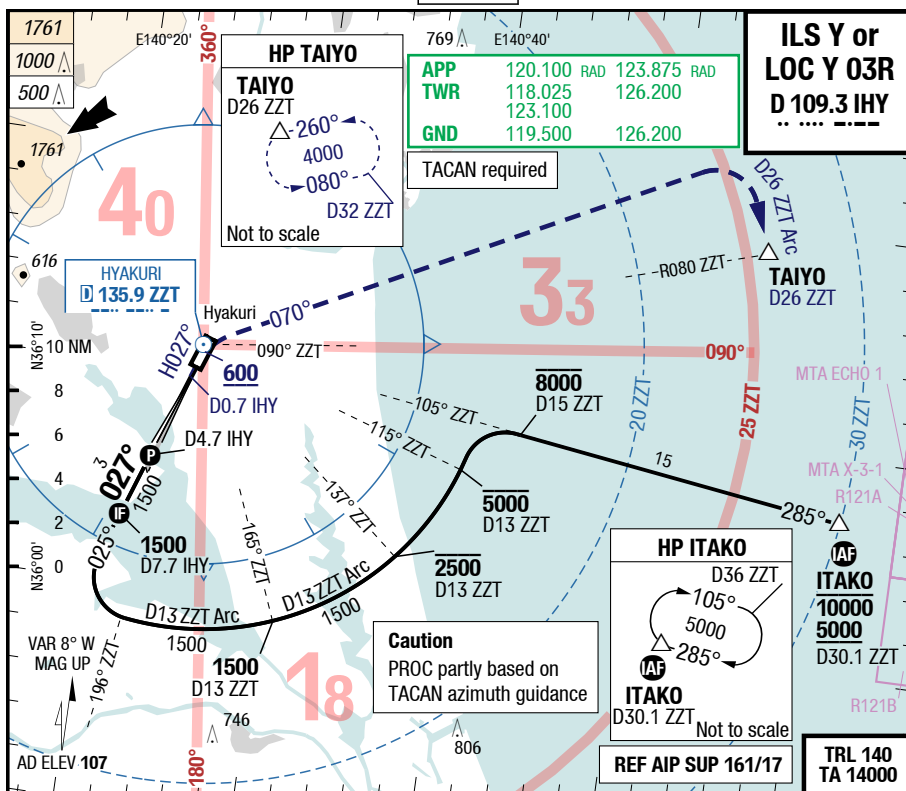 1761
1000
500
E140°20'
360°
HP TAIYO
TAIYO
D26 ZZT
260°
4000
080°
D32 ZZT
Not to scale
769
E140°40'
APP 120.100 RAD 123.875 RAD
TWR 118.025 126.200
123.100
GND 119.500 126.200
TACAN required
ILS Y or
LOC Y 03R
D 109.3 IHY
1761
40
D26 ZZT Arc
616
HYAKURI
D 135.9 ZZT
Hyakuri
070°
33
R080 ZZT
TAIYO
D26 ZZT
N36°10'
10 NM
H027°
090° ZZT
090°
600
D0.7 IHY
8
8000
D15 ZZT
MTA ECHO 1
20 ZZT
25 ZZT
30 ZZT
105° ZZT
115° ZZT
6
D4.7 IHY
P
15
3
027°
1500
4
137° ZZT
5000
D13 ZZT
MTA X-3-1
R121A
285°
165° ZZT
2
IF
1500
D7.7 IHY
025°
N36°00'
0
2500
D13 ZZT
HP ITAKO
D36 ZZT
105°
5000
285°
IAF
ITAKO
D30.1 ZZT
Not to scale
IAF
ITAKO
10000
5000
D30.1 ZZT
D13 ZZT Arc
1500
D13 ZZT Arc
1500
VAR 8° W
MAG UP
196° ZZT
1500
D13 ZZT
18
Caution
PROC partly based on
TACAN azimuth guidance
R121B
746
806
AD ELEV 107
180°
REF AIP SUP 161/17
TRL 140
TA 14000